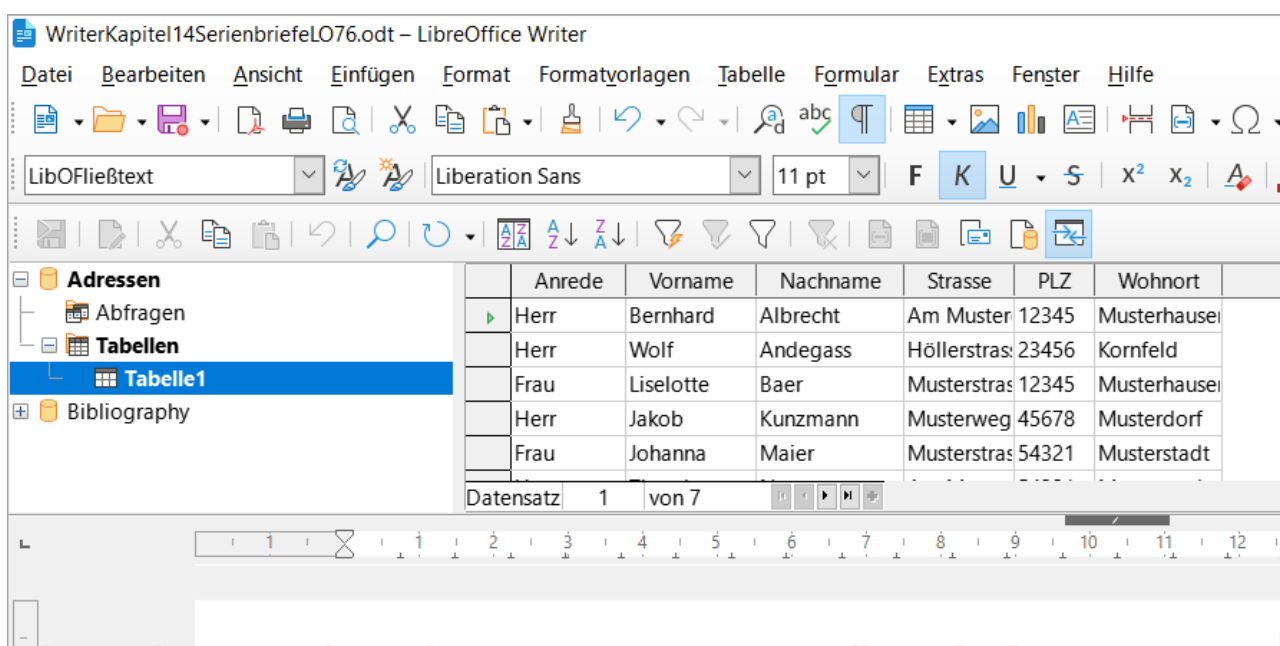 WriterKapitel14SerienbriefeLO76.odt – LibreOffice Writer
Datei Bearbeiten Ansicht Einfügen Format Formatvorlagen Tabelle Formular Extras Fenster Hilfe
abc
LibOFließtext Liberation Sans 11 pt F K U S X² X₂ A
Adressen Anrede Vorname Nachname Strasse PLZ Wohnort
Abfragen Herr Bernhard Albrecht Am Muster 12345 Musterhausen
Tabellen Herr Wolf Andegass Höllerstras 23456 Kornfeld
Tabelle1 Frau Liselotte Baer Musterstras 12345 Musterhausen
Bibliography Herr Jakob Kunzmann Musterweg 45678 Musterdorf
Frau Johanna Maier Musterstras 54321 Musterstadt
Datensatz 1 von 7
1 1 2 3 4 5 6 7 8 9 10 11 12